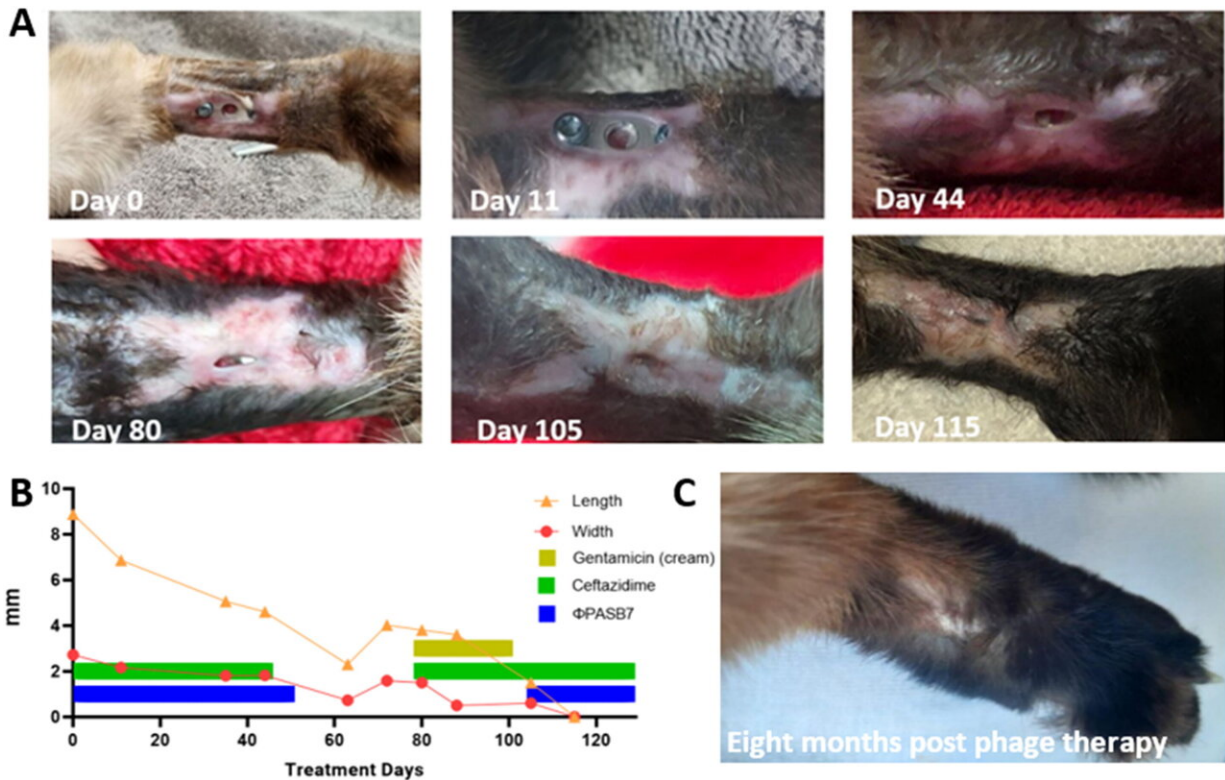 A
Day 0
Day 11
Day 44
Day 80
Day 105
Day 115
B
10
8
6
4
2
0
mm
0
20
40
60
80
100
120
Treatment Days
Length
Width
Gentamicin (cream)
Ceftazidime
ΦPASB7
C
Eight months post phage therapy